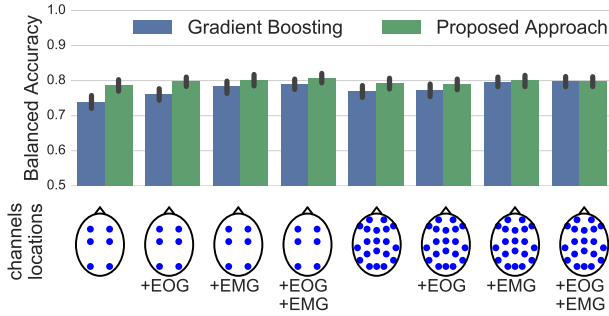 1.0
Gradient Boosting
Proposed Approach
0.9
0.8
0.7
0.6
0.5
Balanced Accuracy
channels
locations
+EOG
+EMG
+EOG
+EMG
+EOG
+EMG
+EOG
+EMG